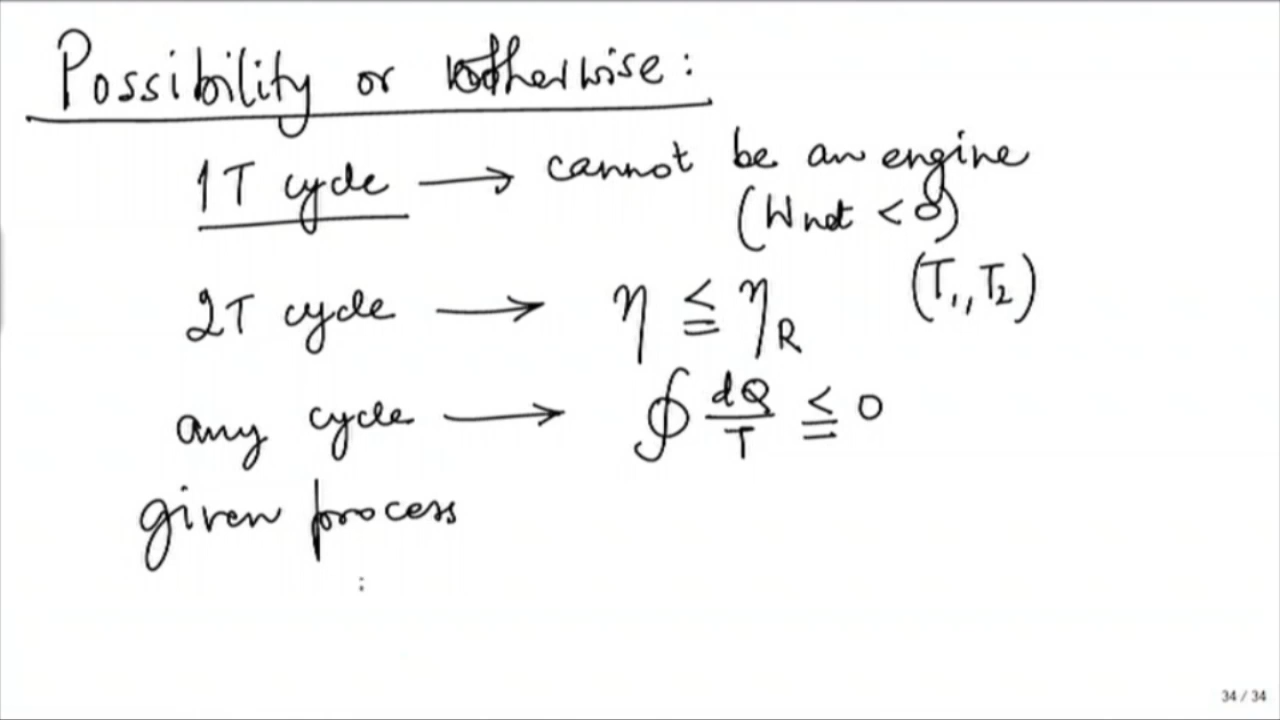 Possibility or otherwise:
1T cycle → cannot be an engine
(Wnet < 0)
2T cycle → η ≦ ηR (T1, T2)
any cycle → ∮ dQ/T ≦ 0
given process
34 / 34